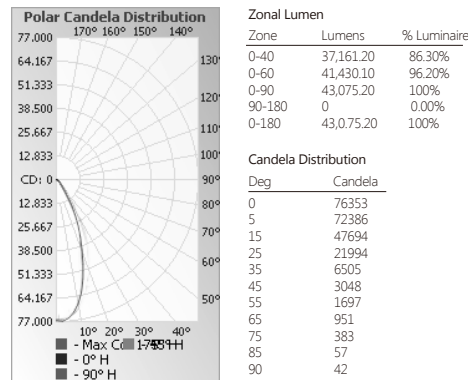 Polar Candela Distribution
170° 160° 150° 140°
77.000
64.167
51.333
38.500
25.667
12.833
CD: 0
12.833
25.667
38.500
51.333
64.167
77.000
130°
120°
110°
100°
90°
80°
70°
60°
50°
10° 20° 30° 40°
- Max
- 0° H
- 90° H
Zonal Lumen
Zone Lumens % Luminaire
0-40 37,161.20 86.30%
0-60 41,430.10 96.20%
0-90 43,075.20 100%
90-180 0 0.00%
0-180 43,0.75.20 100%
Candela Distribution
Deg Candela
0 76353
5 72386
15 47694
25 21994
35 6505
45 3048
55 1697
65 951
75 383
85 57
90 42